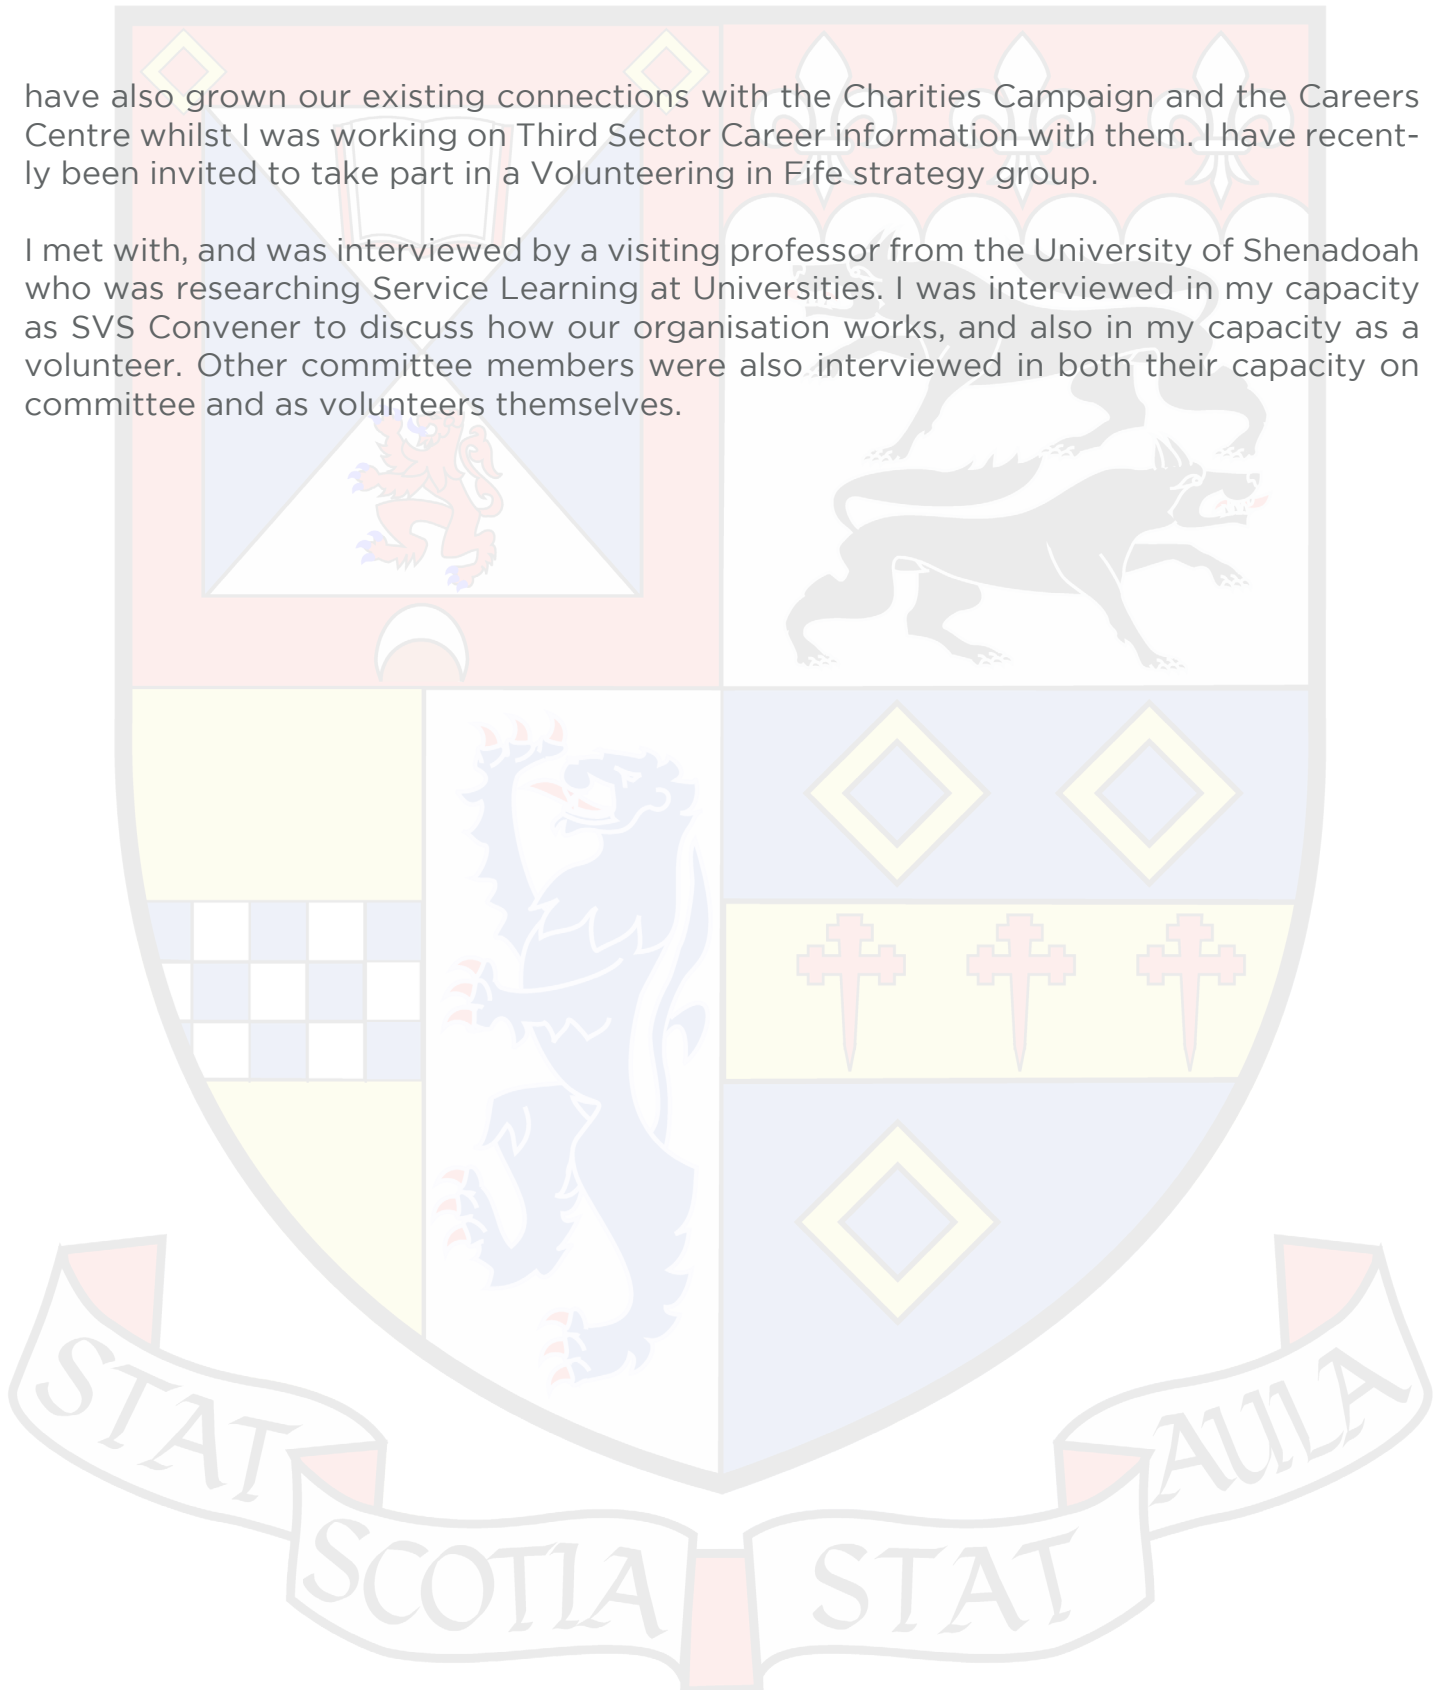 have also grown our existing connections with the Charities Campaign and the Careers
Centre whilst I was working on Third Sector Career information with them. I have recent-
ly been invited to take part in a Volunteering in Fife strategy group.
I met with, and was interviewed by a visiting professor from the University of Shenadoah
who was researching Service Learning at Universities. I was interviewed in my capacity
as SVS Convener to discuss how our organisation works, and also in my capacity as a
volunteer. Other committee members were also interviewed in both their capacity on
committee and as volunteers themselves.
STAT
SCOTIA
STAT
AULA